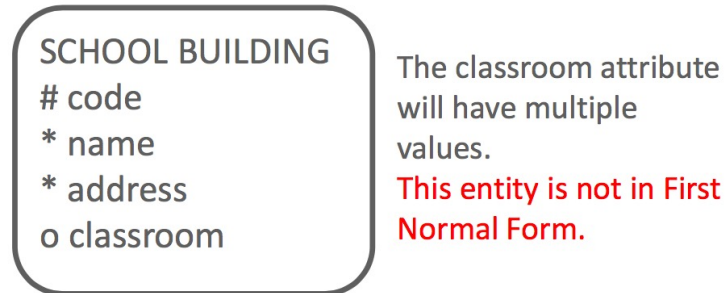 SCHOOL BUILDING
# code
* name
* address
o classroom
The classroom attribute
will have multiple
values.
This entity is not in First
Normal Form.